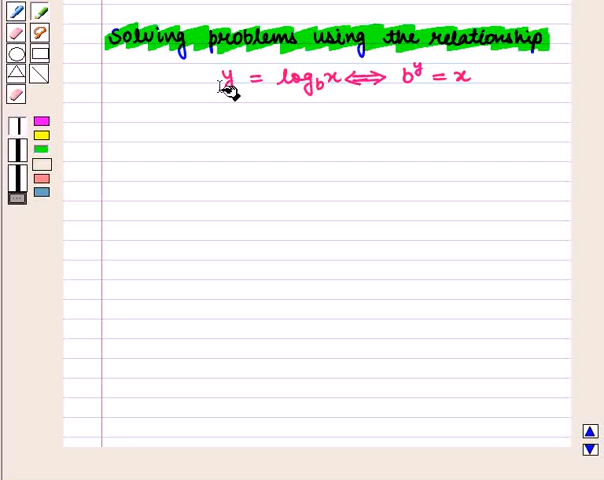 Solving problems using the relationship
y = log_b x ⟺ b^y = x